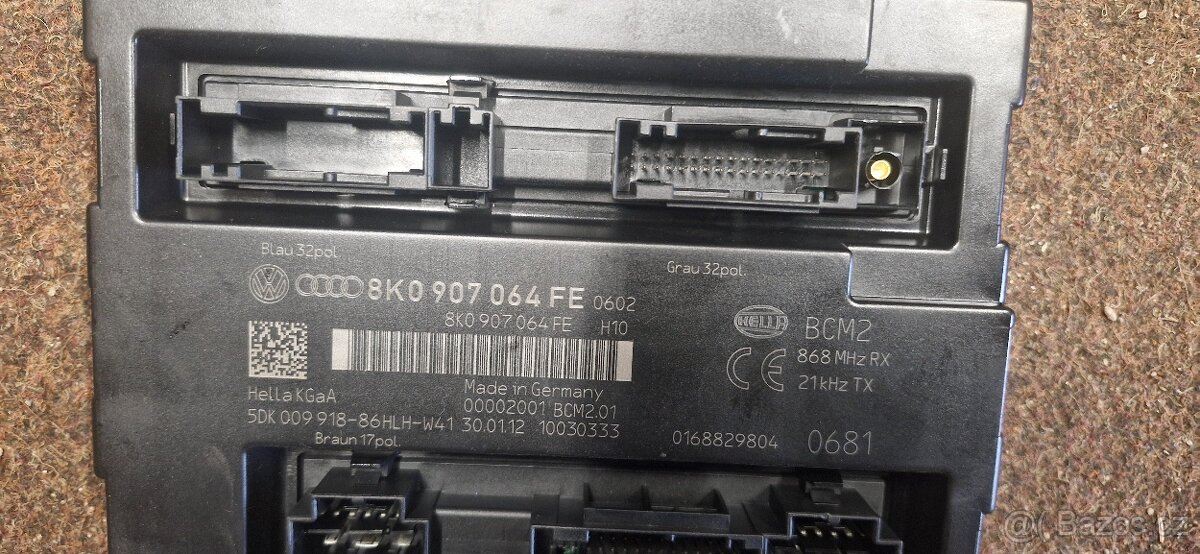 Blau 32pol.
Grau 32pol.
8K0 907 064 FE 0602
8K0 907 064 FE H10
HELLA BCM2
868 MHz RX
21kHz TX
Made in Germany
Hella KGaA 00002001 BCM2.01
5DK 009 918-86HLH-W41 30.01.12 10030333
0168829804 0681
Braun 17pol.
Bazos.cz